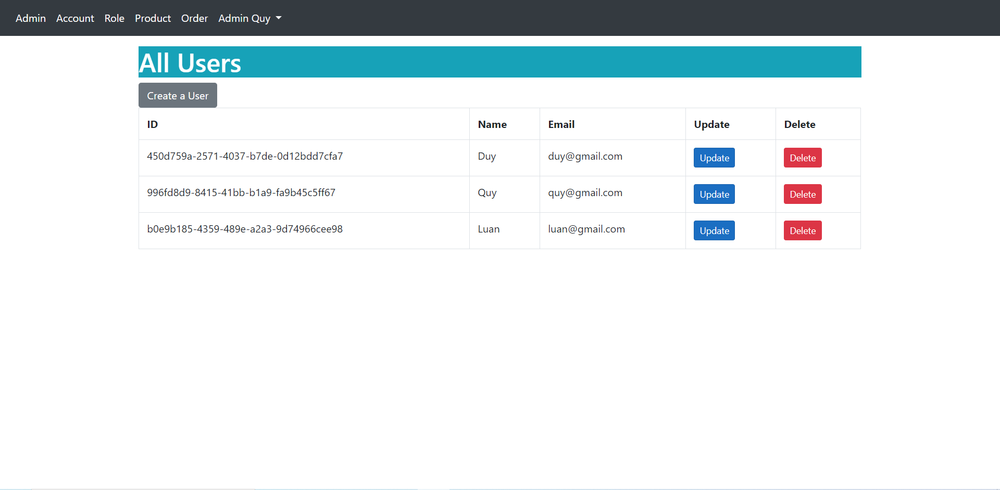 Admin Account Role Product Order Admin Quy
All Users
Create a User
ID Name Email Update Delete
450d759a-2571-4037-b7de-0d12bdd7cfa7 Duy duy@gmail.com Update Delete
996fd8d9-8415-41bb-b1a9-fa9b45c5ff67 Quy quy@gmail.com Update Delete
b0e9b185-4359-489e-a2a3-9d74966cee98 Luan luan@gmail.com Update Delete